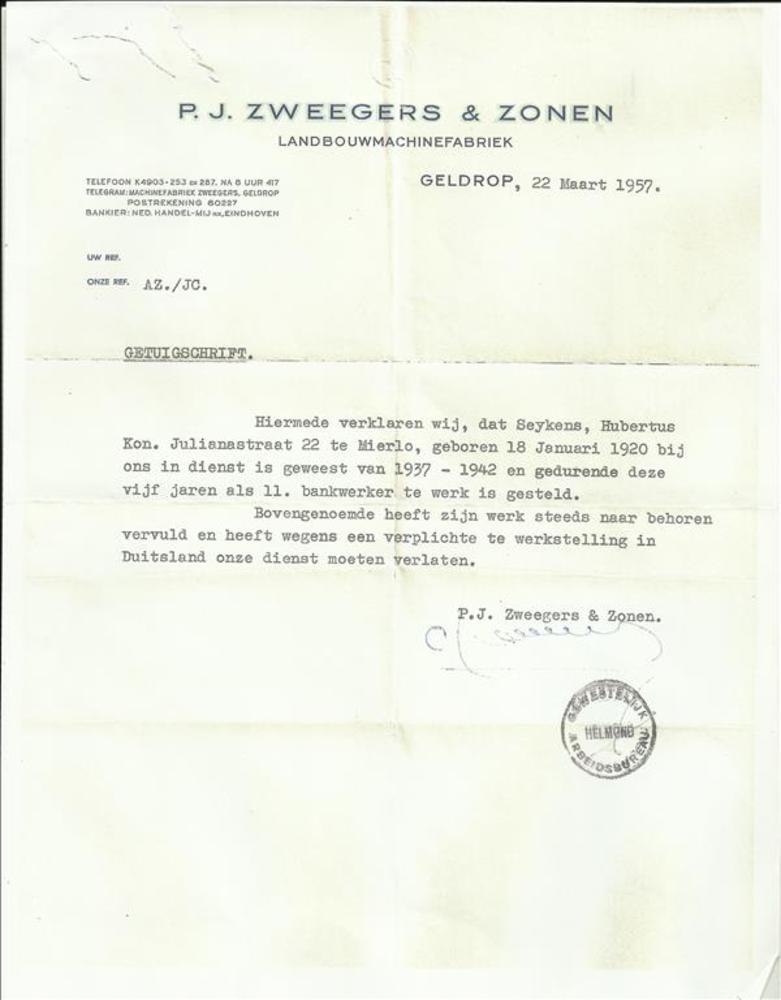 P. J. ZWEEGERS & ZONEN
LANDBOUWMACHINEFABRIEK
TELEFOON K4903-253 EN 287. NA 6 UUR 417
TELEGRAM: MACHINEFABRIEK ZWEEGERS, GELDROP
POSTREKENING 60227
BANKIER: NED. HANDEL-MIJ N.V., EINDHOVEN
GELDROP, 22 Maart 1957.
UW REF.
ONZE REF. AZ./JC.
GETUIGSCHRIFT.
Hiermede verklaren wij, dat Seykens, Hubertus
Kon. Julianastraat 22 te Mierlo, geboren 18 Januari 1920 bij
ons in dienst is geweest van 1937 - 1942 en gedurende deze
vijf jaren als ll. bankwerker te werk is gesteld.
Bovengenoemde heeft zijn werk steeds naar behoren
vervuld en heeft wegens een verplichte te werkstelling in
Duitsland onze dienst moeten verlaten.
P.J. Zweegers & Zonen.
GEWESTELIJK
HELMOND
ARBEIDSBUREAU